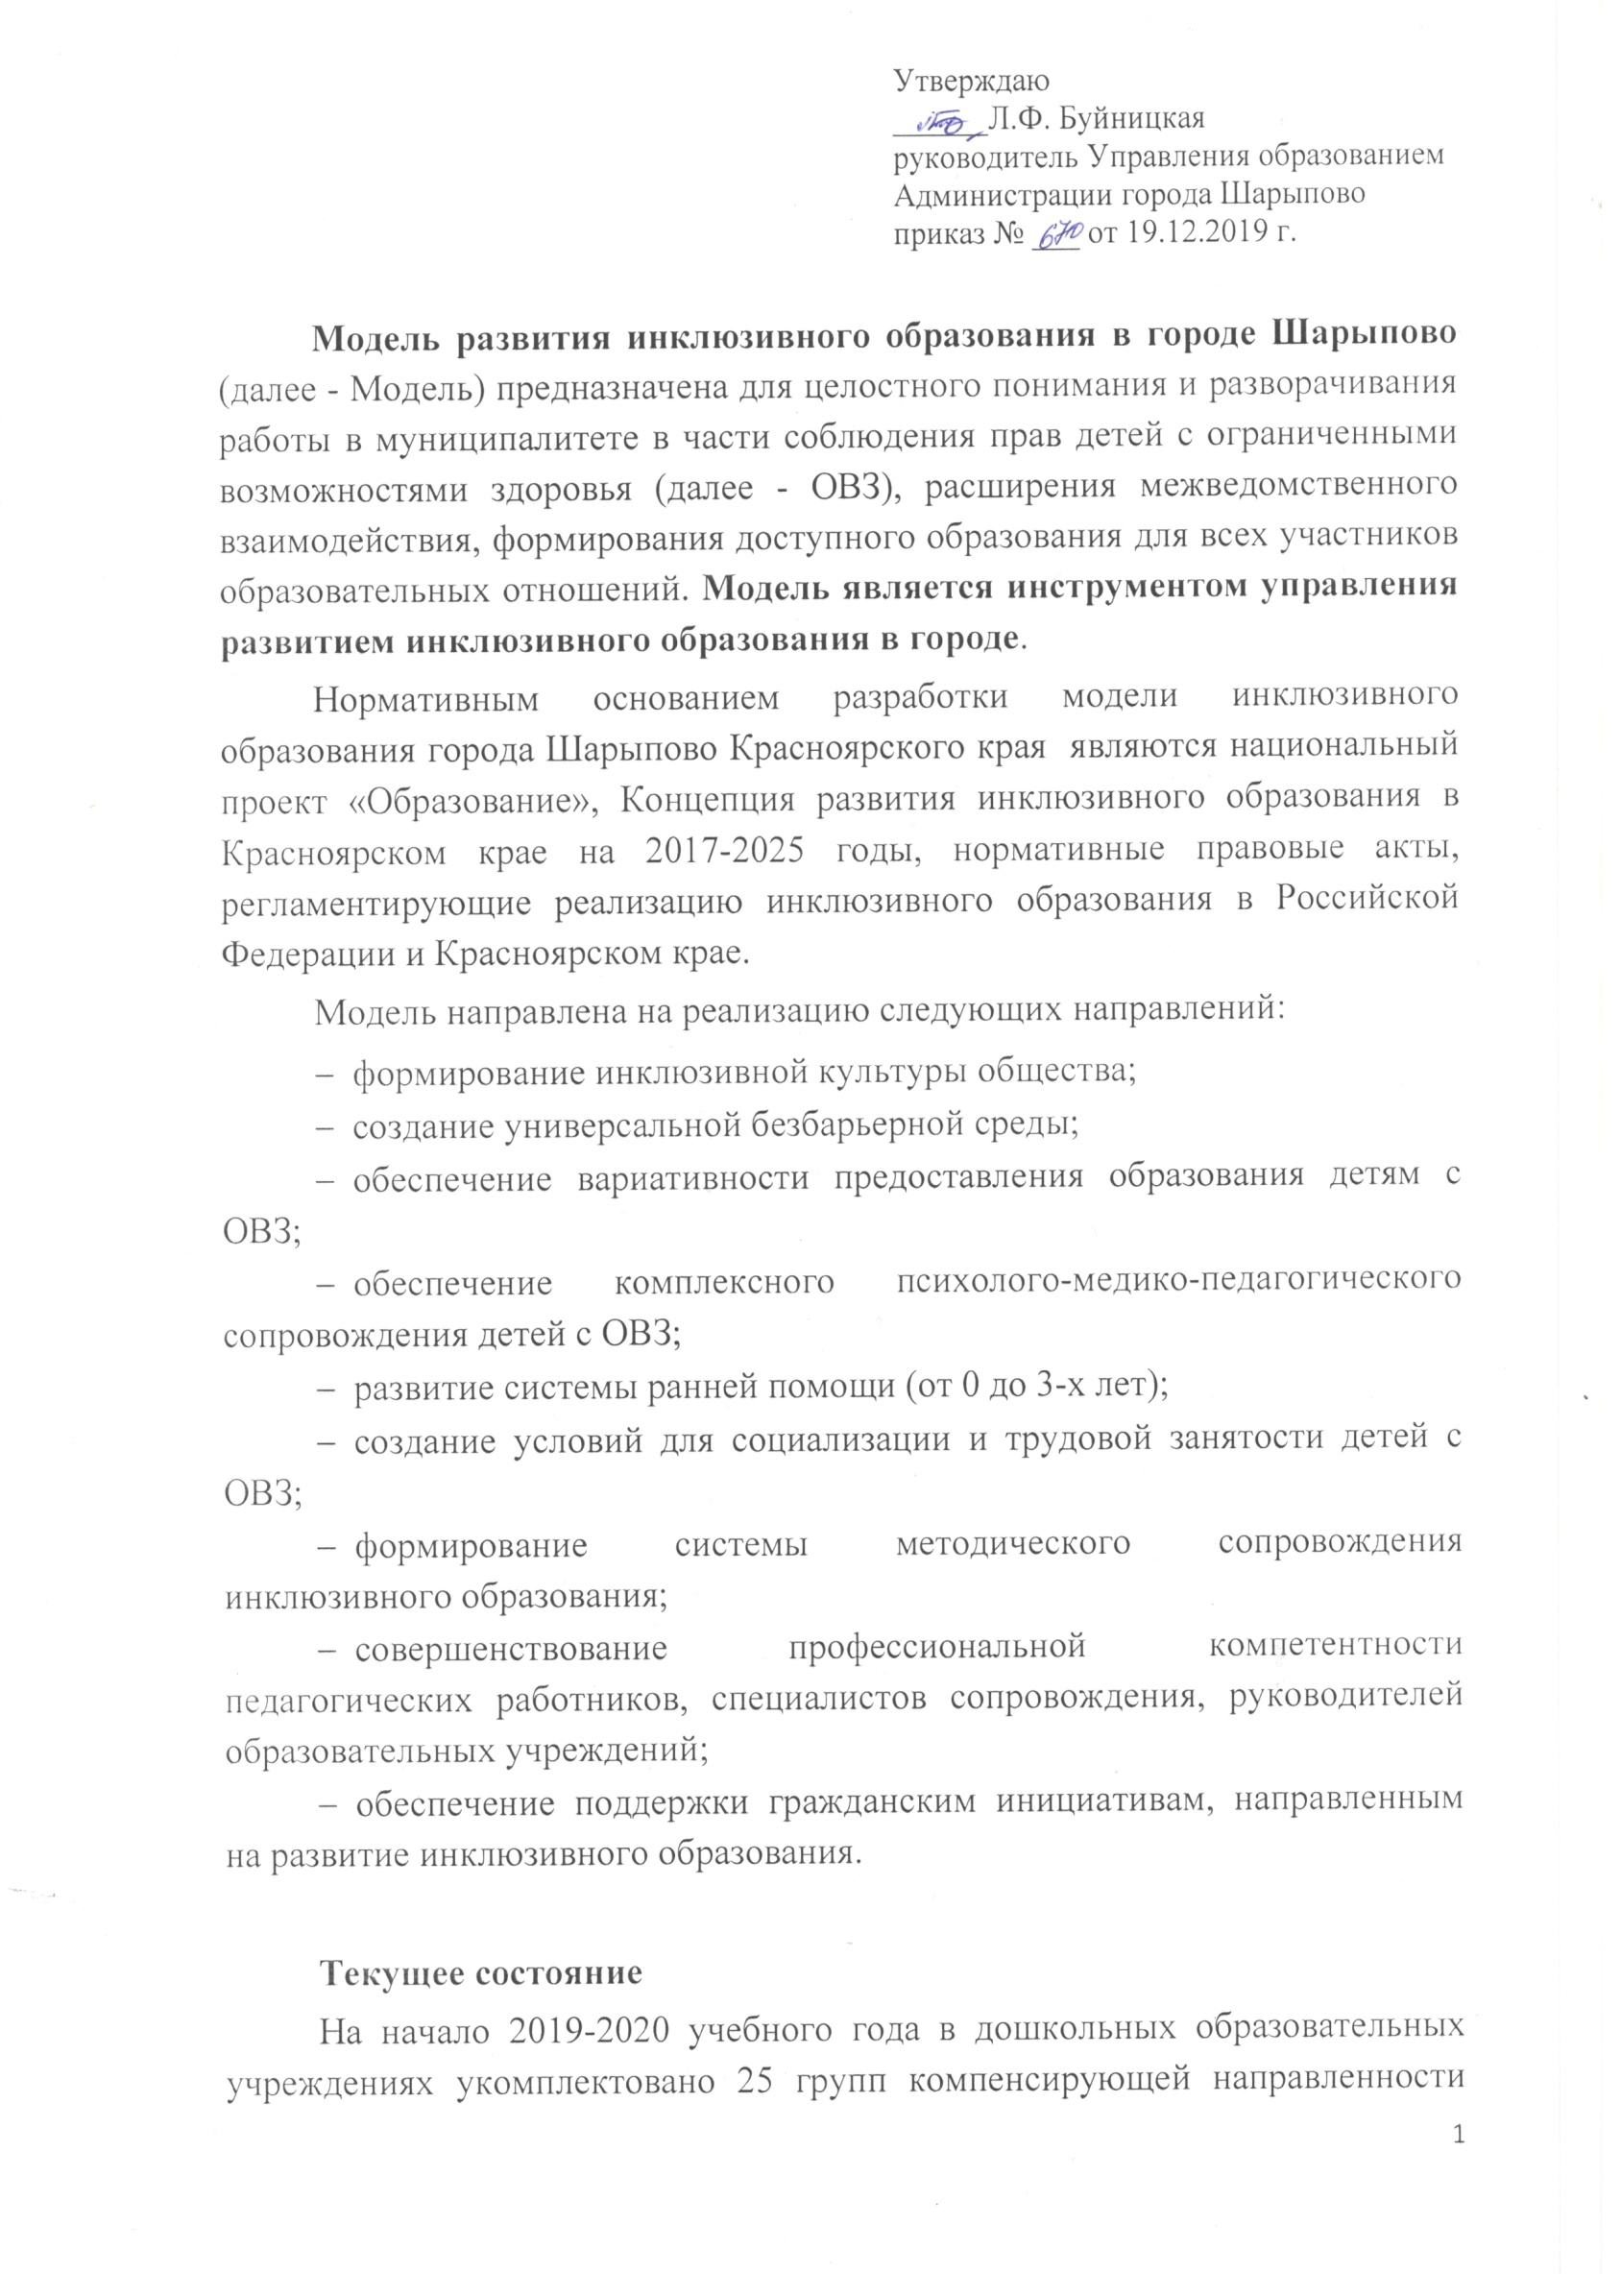 Утверждаю
Л.Ф. Буйницкая
руководитель Управления образованием
Администрации города Шарыпово
приказ № 670 от 19.12.2019 г.
Модель развития инклюзивного образования в городе Шарыпово
(далее - Модель) предназначена для целостного понимания и разворачивания
работы в муниципалитете в части соблюдения прав детей с ограниченными
возможностями здоровья (далее - ОВЗ), расширения межведомственного
взаимодействия, формирования доступного образования для всех участников
образовательных отношений. Модель является инструментом управления
развитием инклюзивного образования в городе.
Нормативным основанием разработки модели инклюзивного
образования города Шарыпово Красноярского края являются национальный
проект «Образование», Концепция развития инклюзивного образования в
Красноярском крае на 2017-2025 годы, нормативные правовые акты,
регламентирующие реализацию инклюзивного образования в Российской
Федерации и Красноярском крае.
Модель направлена на реализацию следующих направлений:
– формирование инклюзивной культуры общества;
– создание универсальной безбарьерной среды;
– обеспечение вариативности предоставления образования детям с
ОВЗ;
– обеспечение комплексного психолого-медико-педагогического
сопровождения детей с ОВЗ;
– развитие системы ранней помощи (от 0 до 3-х лет);
– создание условий для социализации и трудовой занятости детей с
ОВЗ;
– формирование системы методического сопровождения
инклюзивного образования;
– совершенствование профессиональной компетентности
педагогических работников, специалистов сопровождения, руководителей
образовательных учреждений;
– обеспечение поддержки гражданским инициативам, направленным
на развитие инклюзивного образования.
Текущее состояние
На начало 2019-2020 учебного года в дошкольных образовательных
учреждениях укомплектовано 25 групп компенсирующей направленности
1